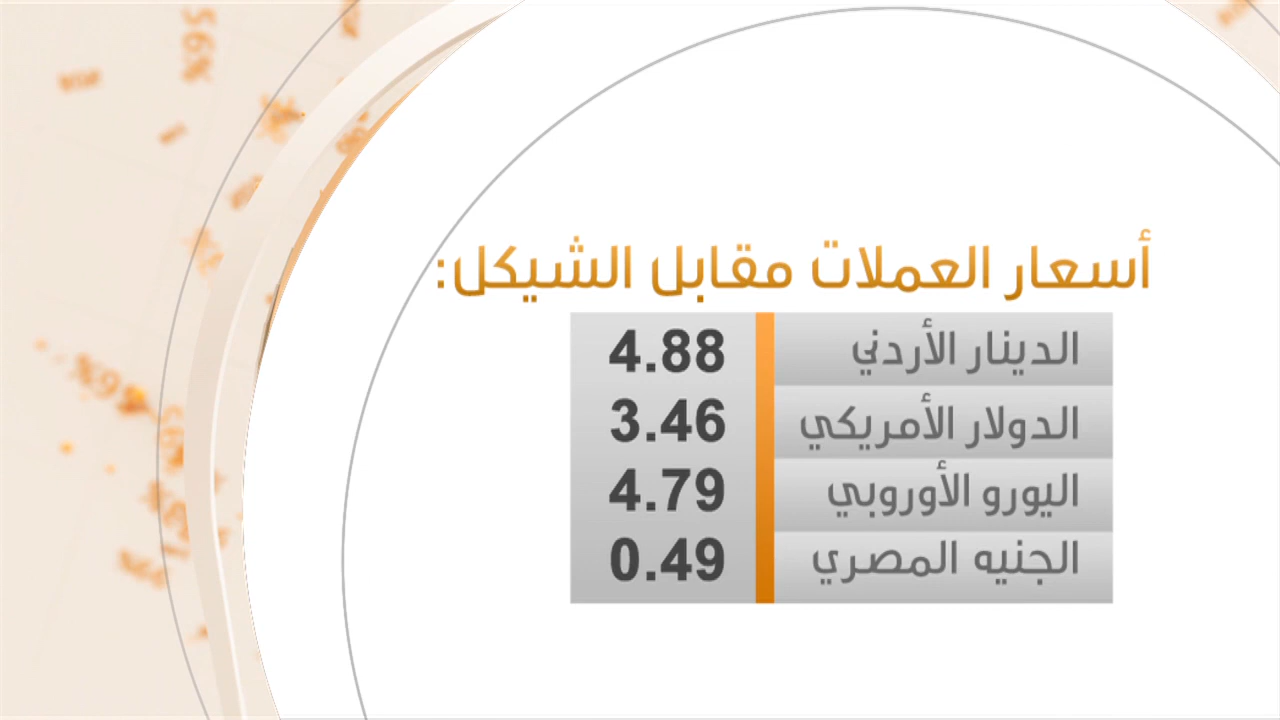 أسعار العملات مقابل الشيكل:
الدينار الأردني 4.88
الدولار الأمريكي 3.46
اليورو الأوروبي 4.79
الجنيه المصري 0.49